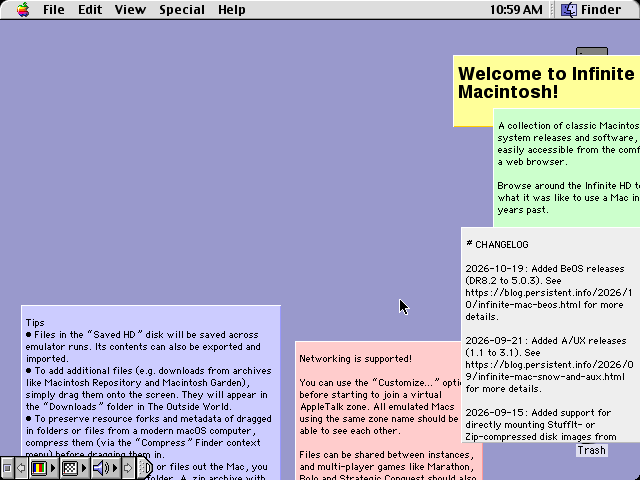 File Edit View Special Help 10:59 AM Finder
Welcome to Infinite
Macintosh!
A collection of classic Macintos
system releases and software,
easily accessible from the comf
a web browser.
Browse around the Infinite HD t
what it was like to use a Mac in
years past.
# CHANGELOG
2026-10-19: Added BeOS releases
(DR8.2 to 5.0.3). See
https://blog.persistent.info/2026/1
0/infinite-mac-beos.html for more
details.
2026-09-21: Added A/UX releases
(1.1 to 3.1). See
https://blog.persistent.info/2026/0
9/infinite-mac-snow-and-aux.html
for more details.
2026-09-15: Added support for
directly mounting StuffIt- or
Zip-compressed disk images from
Trash
Tips
● Files in the “Saved HD” disk will be saved across
emulator runs. Its contents can also be exported and
imported.
● To add additional files (e.g. downloads from archives
like Macintosh Repository and Macintosh Garden),
simply drag them onto the screen. They will appear in
the “Downloads” folder in The Outside World.
● To preserve resource forks and metadata of dragged
in folders or files from a modern macOS computer,
compress them (via the “Compress” Finder context
menu) before dragging them in.
or files out the Mac, you
folder. A .zip archive with
Networking is supported!
You can use the “Customize...” optio
before starting to join a virtual
AppleTalk zone. All emulated Macs
using the same zone name should be
able to see each other.
Files can be shared between instances,
and multi-player games like Marathon,
Bolo and Strategic Conquest should also